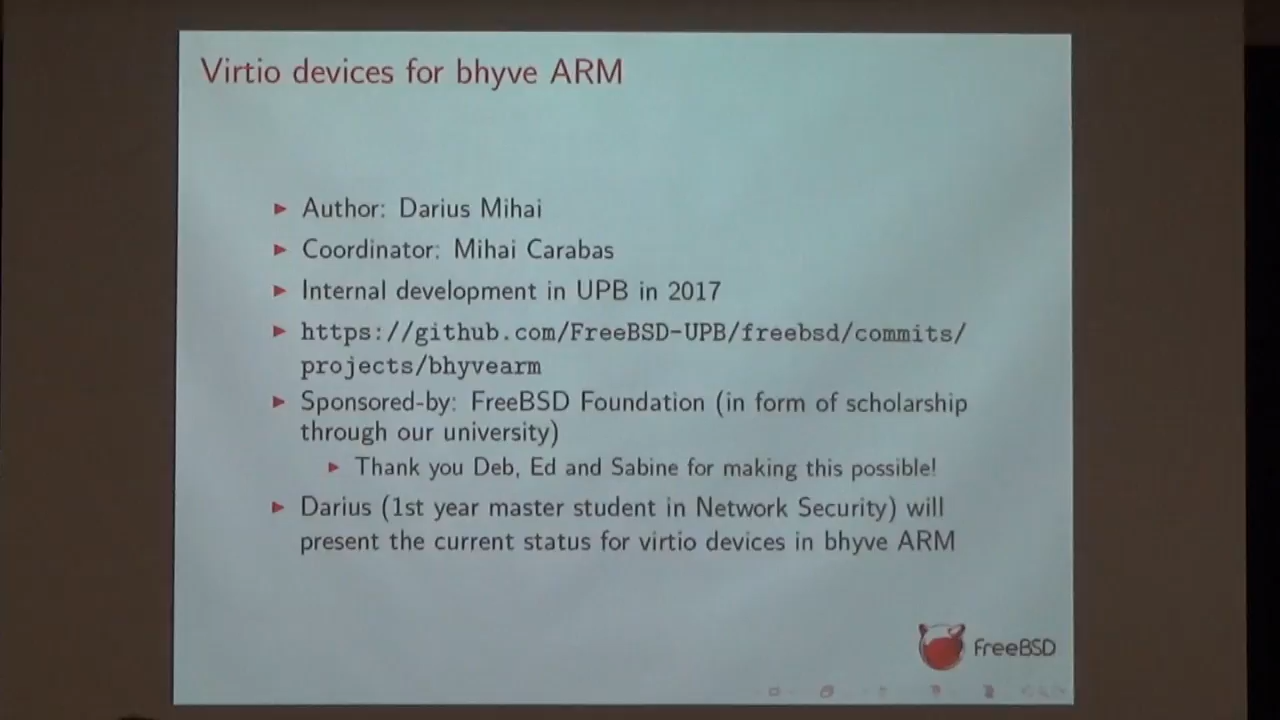 Virtio devices for bhyve ARM
Author: Darius Mihai
Coordinator: Mihai Carabas
Internal development in UPB in 2017
https://github.com/FreeBSD-UPB/freebsd/commits/
projects/bhyvearm
Sponsored-by: FreeBSD Foundation (in form of scholarship
through our university)
Thank you Deb, Ed and Sabine for making this possible!
Darius (1st year master student in Network Security) will
present the current status for virtio devices in bhyve ARM
FreeBSD